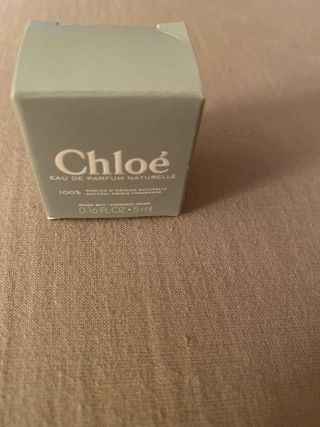 Chloé
EAU DE PARFUM NATURELLE
100% PARFUM D'ORIGINE NATURELLE
NATURAL ORIGIN FRAGRANCE
ROSE BIO - ORGANIC ROSE
0.16 FL OZ • 5 ml